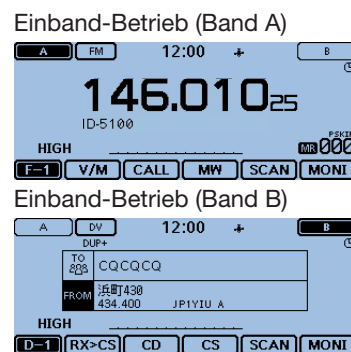 Einband-Betrieb (Band A)
A FM 12:00 B
146.01025
ID-5100
PSKIP
HIGH MR 000
F-1 V/M CALL MW SCAN MONI
Einband-Betrieb (Band B)
A DV 12:00 B
DUP+
TO CQCQCQ
FROM 浜町430
434.400 JP1YIU A
HIGH
D-1 RX>CS CD CS SCAN MONI